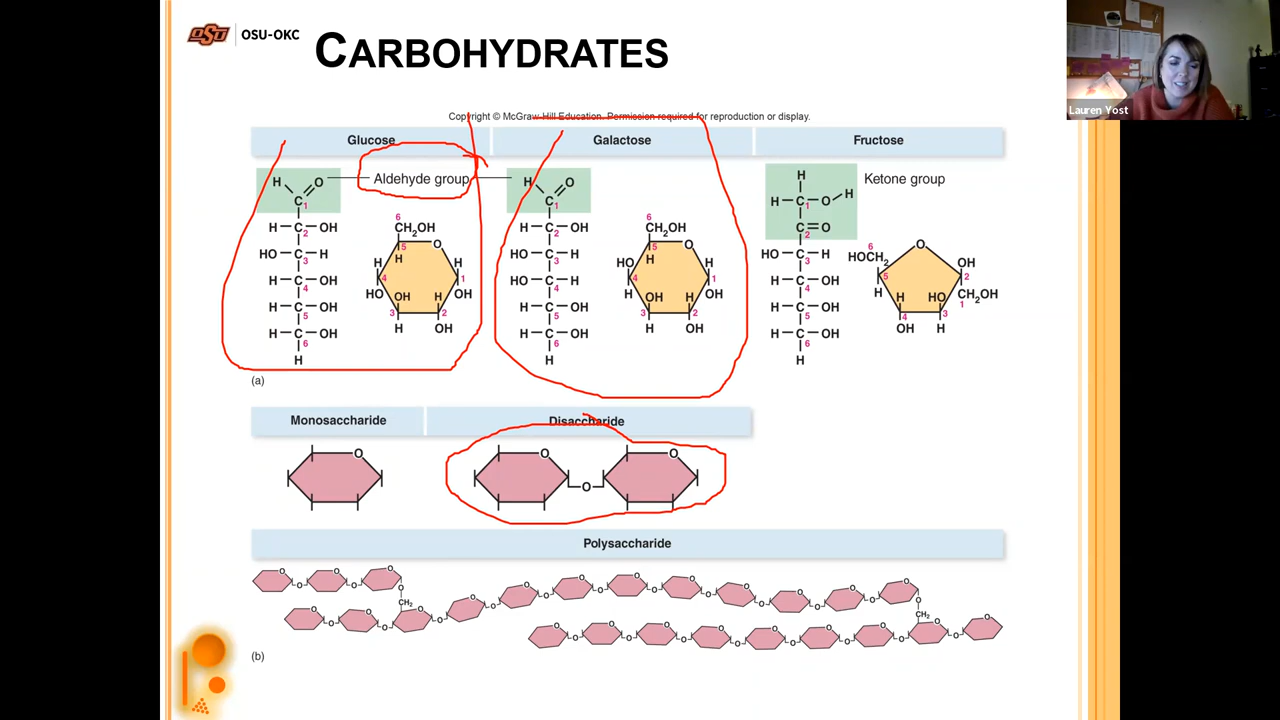 OSU OSU-OKC
CARBOHYDRATES
Lauren Yost
Copyright © McGraw-Hill Education. Permission required for reproduction or display.
Glucose Galactose Fructose
Aldehyde group
Ketone group
H O
C 1
H C OH
2
HO C H
3
H C OH
4
H C OH
5
H C OH
6
H
6
CH2OH
5 O
H H H
4 1
HO OH H OH
3 2
H OH
H O
C 1
H C OH
2
HO C H
3
HO C H
4
H C OH
5
H C OH
6
H
6
CH2OH
5 O
HO H H
4 1
H OH H OH
3 2
H OH
H
H C O H
1
C O
2
HO C H
3
H C OH
4
H C OH
5
H C OH
6
H
6
HOCH2 O OH
5 2
H H HO CH2OH
4 3 1
OH H
(a)
Monosaccharide Disaccharide
O O O
O
Polysaccharide
O O O O O O O O O O O O
O O O O O O O O O O O
CH2 CH2
O O O O O O O O O O O O
O O O O O O O O O O O
(b)